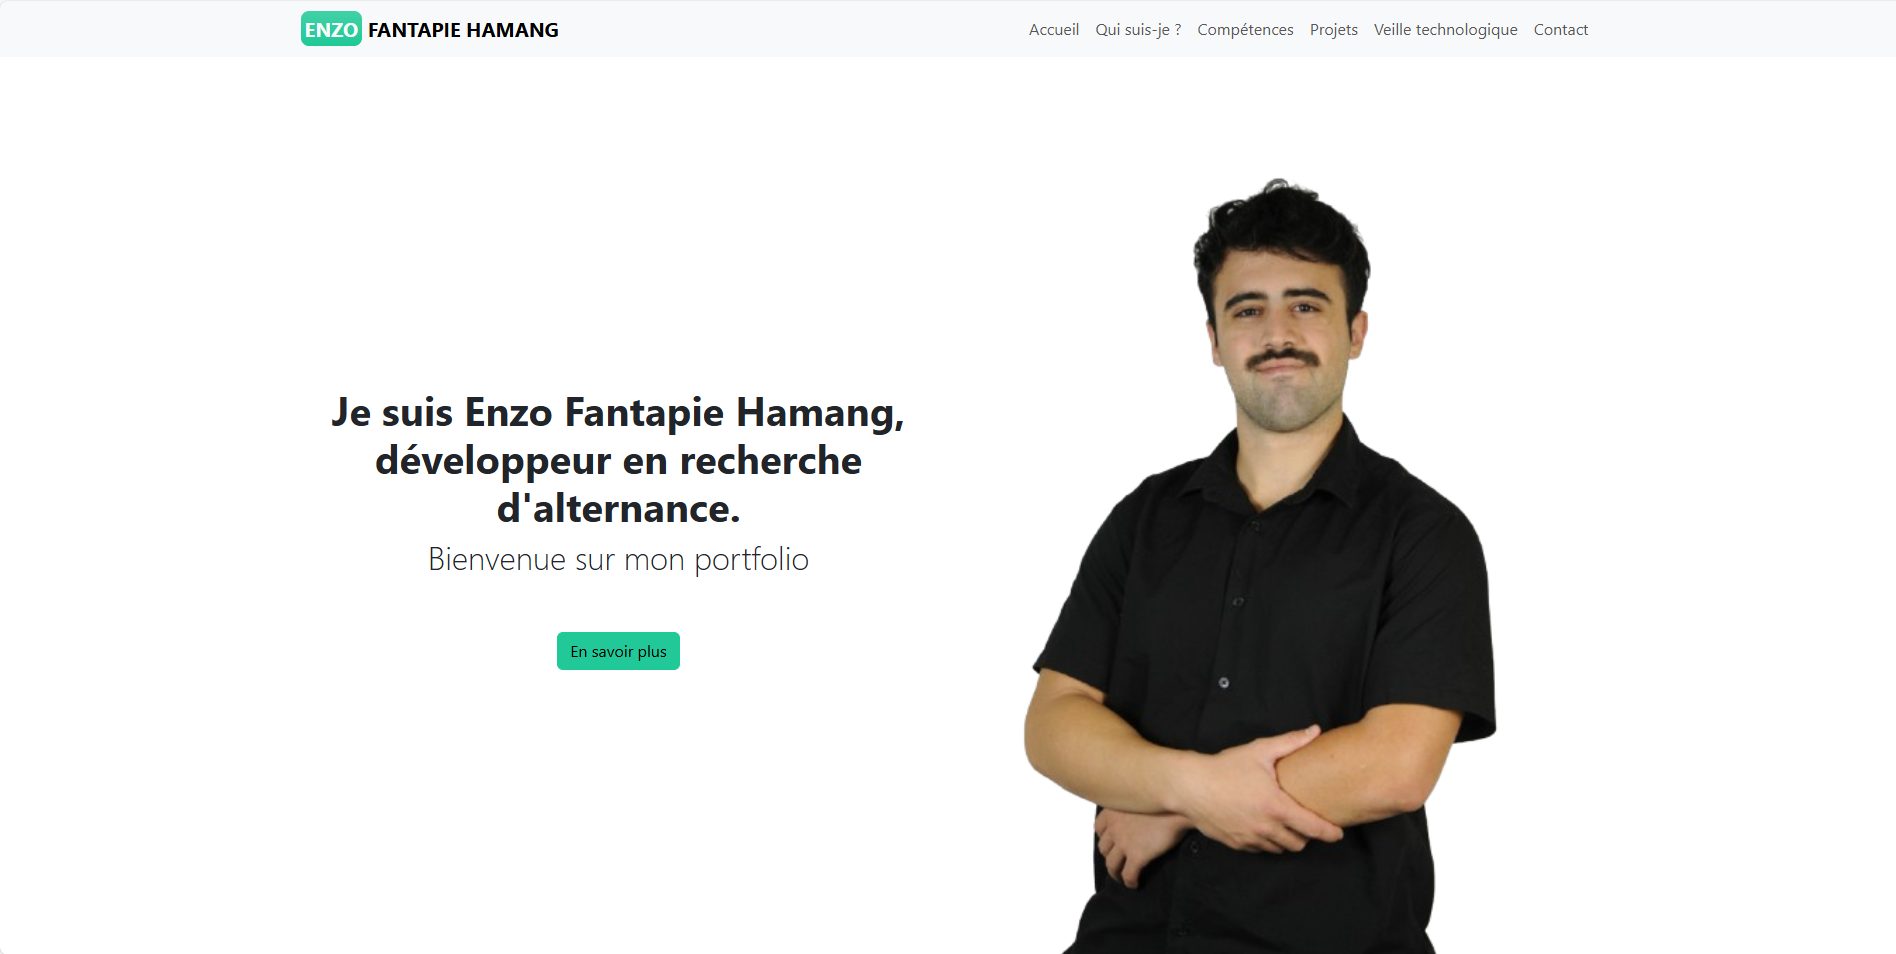 ENZO FANTAPIE HAMANG
Accueil Qui suis-je ? Compétences Projets Veille technologique Contact
Je suis Enzo Fantapie Hamang,
développeur en recherche
d'alternance.
Bienvenue sur mon portfolio
En savoir plus